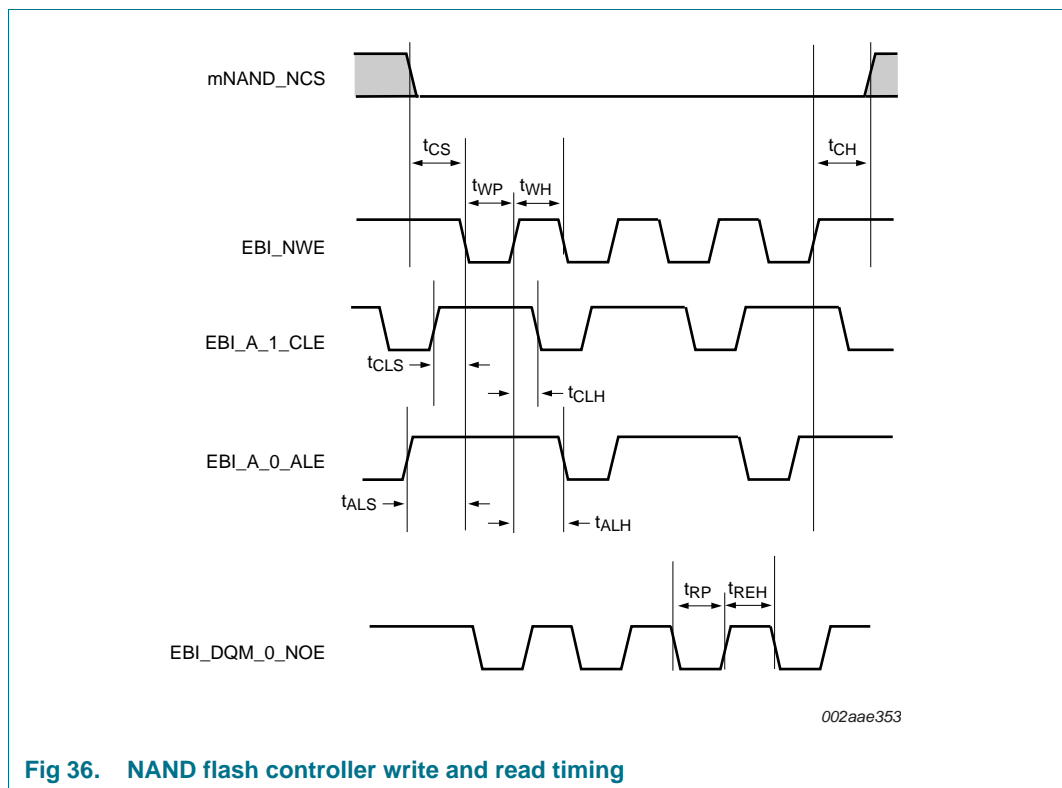 mNAND_NCS
tCS
tCH
tWP
tWH
EBI_NWE
EBI_A_1_CLE
tCLS
tCLH
EBI_A_0_ALE
tALS
tALH
tRP
tREH
EBI_DQM_0_NOE
002aae353
Fig 36. NAND flash controller write and read timing